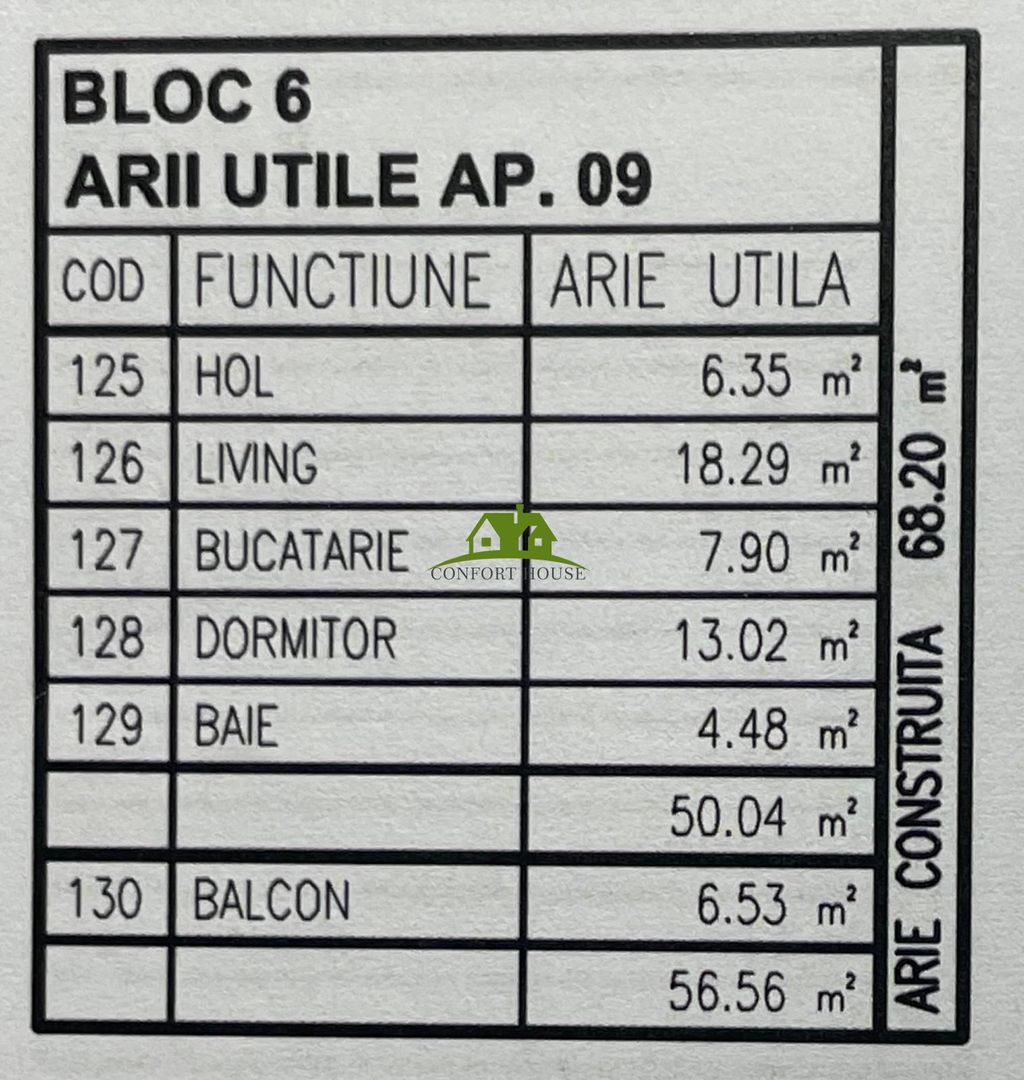 BLOC 6
ARII UTILE AP. 09
COD FUNCTIUNE ARIE UTILA
125 HOL 6.35 m²
126 LIVING 18.29 m²
127 BUCATARIE 7.90 m²
CONFORT HOUSE
128 DORMITOR 13.02 m²
129 BAIE 4.48 m²
50.04 m²
130 BALCON 6.53 m²
56.56 m²
ARIE CONSTRUITA 68.20 m²